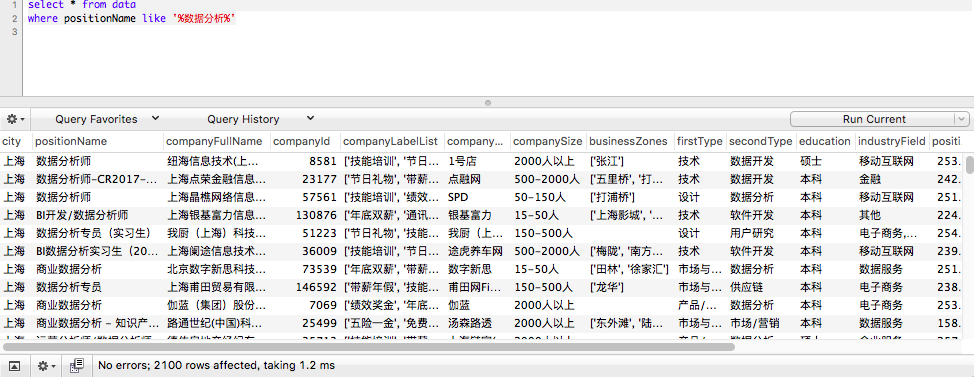 1 select * from data
2 where positionName like '%数据分析%'
3
Query Favorites Query History Run Current
city positionName companyFullName companyId companyLabelList company... companySize businessZones firstType secondType education industryField positi
上海 数据分析师 纽海信息技术(上... 8581 ['技能培训', '节日... 1号店 2000人以上 ['张江'] 技术 数据开发 硕士 移动互联网 253.
上海 数据分析师-CR2017-... 上海点荣金融信息... 23177 ['节日礼物', '带薪... 点融网 500-2000人 ['五里桥', '打... 技术 数据开发 本科 金融 242.
上海 数据分析师 上海晶樵网络信息... 57561 ['技能培训', '绩效... SPD 50-150人 ['打浦桥'] 设计 数据分析 本科 移动互联网 251.
上海 BI开发/数据分析师 上海银基富力信息... 130876 ['年底双薪', '通讯... 银基富力 15-50人 ['上海影城', '... 技术 软件开发 本科 其他 224.
上海 数据分析专员（实习生） 我厨（上海）科技... 51223 ['节日礼物', '技能... 我厨（上... 150-500人 设计 用户研究 本科 电子商务,... 254.
上海 BI数据分析实习生（20... 上海阑途信息技术... 36009 ['技能培训', '节日... 途虎养车网 500-2000人 ['梅陇', '南方... 技术 软件开发 本科 移动互联网 239.
上海 商业数据分析 北京数字新思科技... 73539 ['年底双薪', '带薪... 数字新思 15-50人 ['田林', '徐家汇'] 市场与... 数据分析 本科 数据服务 251.
上海 数据分析专员 上海莆田贸易有限... 146592 ['带薪年假', '技能... 莆田网Fi... 150-500人 ['龙华'] 市场与... 供应链 本科 电子商务 238.
上海 商业数据分析 伽蓝（集团）股份... 7069 ['绩效奖金', '年底... 伽蓝 2000人以上 产品/... 数据分析 本科 电子商务 253.
上海 商业数据分析 - 知识产... 路通世纪(中国)科... 25499 ['五险一金', '免费... 汤森路透 2000人以上 ['东外滩', '陆... 市场与... 市场/营销 本科 数据服务 158.
No errors; 2100 rows affected, taking 1.2 ms